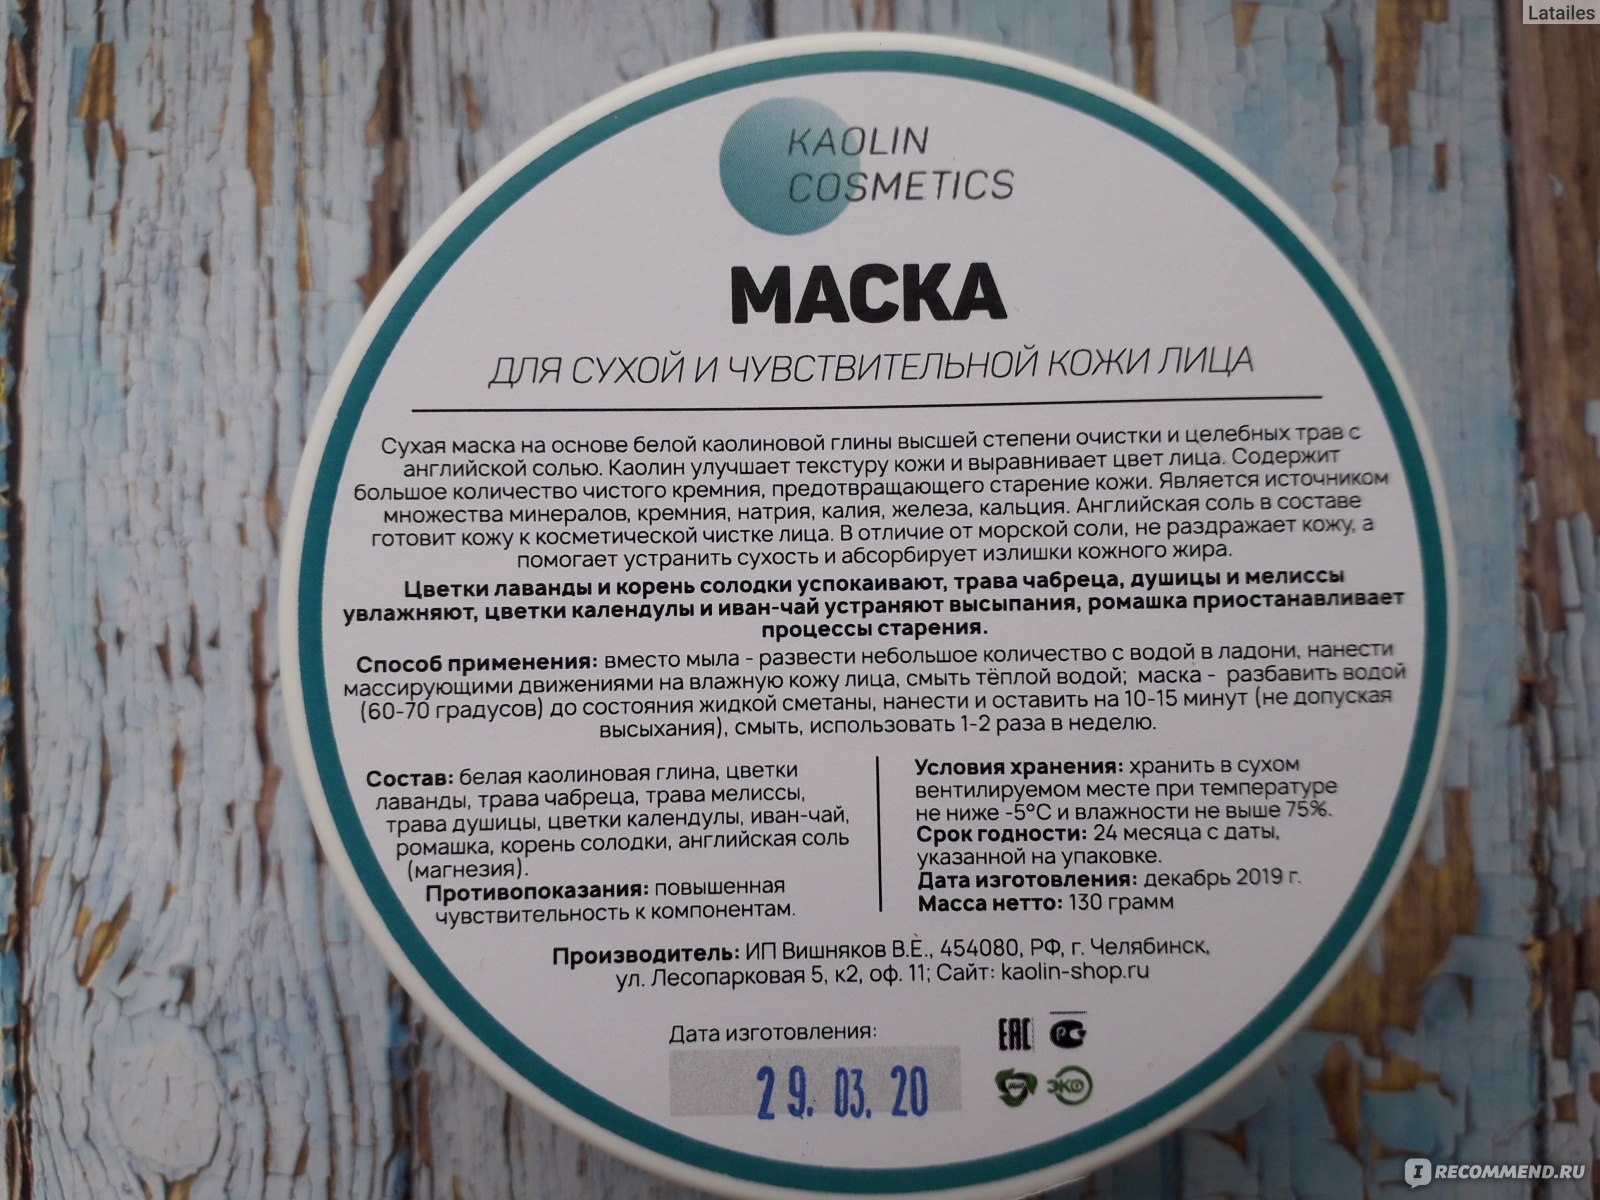 Latailes
KAOLIN
COSMETICS
МАСКА
ДЛЯ СУХОЙ И ЧУВСТВИТЕЛЬНОЙ КОЖИ ЛИЦА
Сухая маска на основе белой каолиновой глины высшей степени очистки и целебных трав с
английской солью. Каолин улучшает текстуру кожи и выравнивает цвет лица. Содержит
большое количество чистого кремния, предотвращающего старение кожи. Является источником
множества минералов, кремния, натрия, калия, железа, кальция. Английская соль в составе
готовит кожу к косметической чистке лица. В отличие от морской соли, не раздражает кожу, а
помогает устранить сухость и абсорбирует излишки кожного жира.
Цветки лаванды и корень солодки успокаивают, трава чабреца, душицы и мелиссы
увлажняют, цветки календулы и иван-чай устраняют высыпания, ромашка приостанавливает
процессы старения.
Способ применения: вместо мыла - развести небольшое количество с водой в ладони, нанести
массирующими движениями на влажную кожу лица, смыть тёплой водой; маска - разбавить водой
(60-70 градусов) до состояния жидкой сметаны, нанести и оставить на 10-15 минут (не допуская
высыхания), смыть, использовать 1-2 раза в неделю.
Состав: белая каолиновая глина, цветки
лаванды, трава чабреца, трава мелиссы,
трава душицы, цветки календулы, иван-чай,
ромашка, корень солодки, английская соль
(магнезия).
Противопоказания: повышенная
чувствительность к компонентам.
Условия хранения: хранить в сухом
вентилируемом месте при температуре
не ниже -5°С и влажности не выше 75%.
Срок годности: 24 месяца с даты,
указанной на упаковке.
Дата изготовления: декабрь 2019 г.
Масса нетто: 130 грамм
Производитель: ИП Вишняков В.Е., 454080, РФ, г. Челябинск,
ул. Лесопарковая 5, к2, оф. 11; Сайт: kaolin-shop.ru
Дата изготовления:
29. 03. 20
EAC
ЭКО
IRECOMMEND.RU